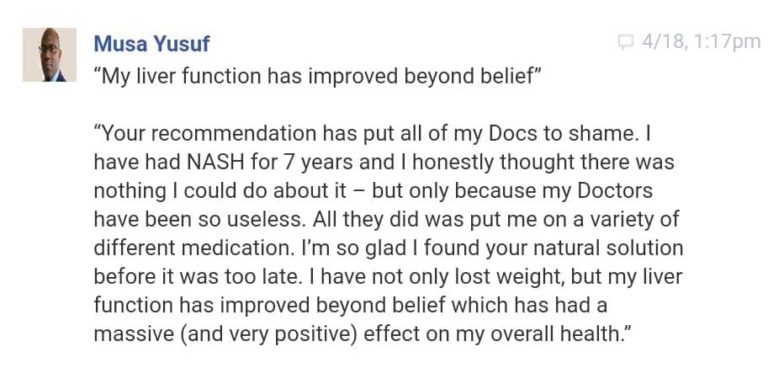 Musa Yusuf
4/18, 1:17pm
“My liver function has improved beyond belief”
“Your recommendation has put all of my Docs to shame. I
have had NASH for 7 years and I honestly thought there was
nothing I could do about it – but only because my Doctors
have been so useless. All they did was put me on a variety of
different medication. I’m so glad I found your natural solution
before it was too late. I have not only lost weight, but my liver
function has improved beyond belief which has had a
massive (and very positive) effect on my overall health.”